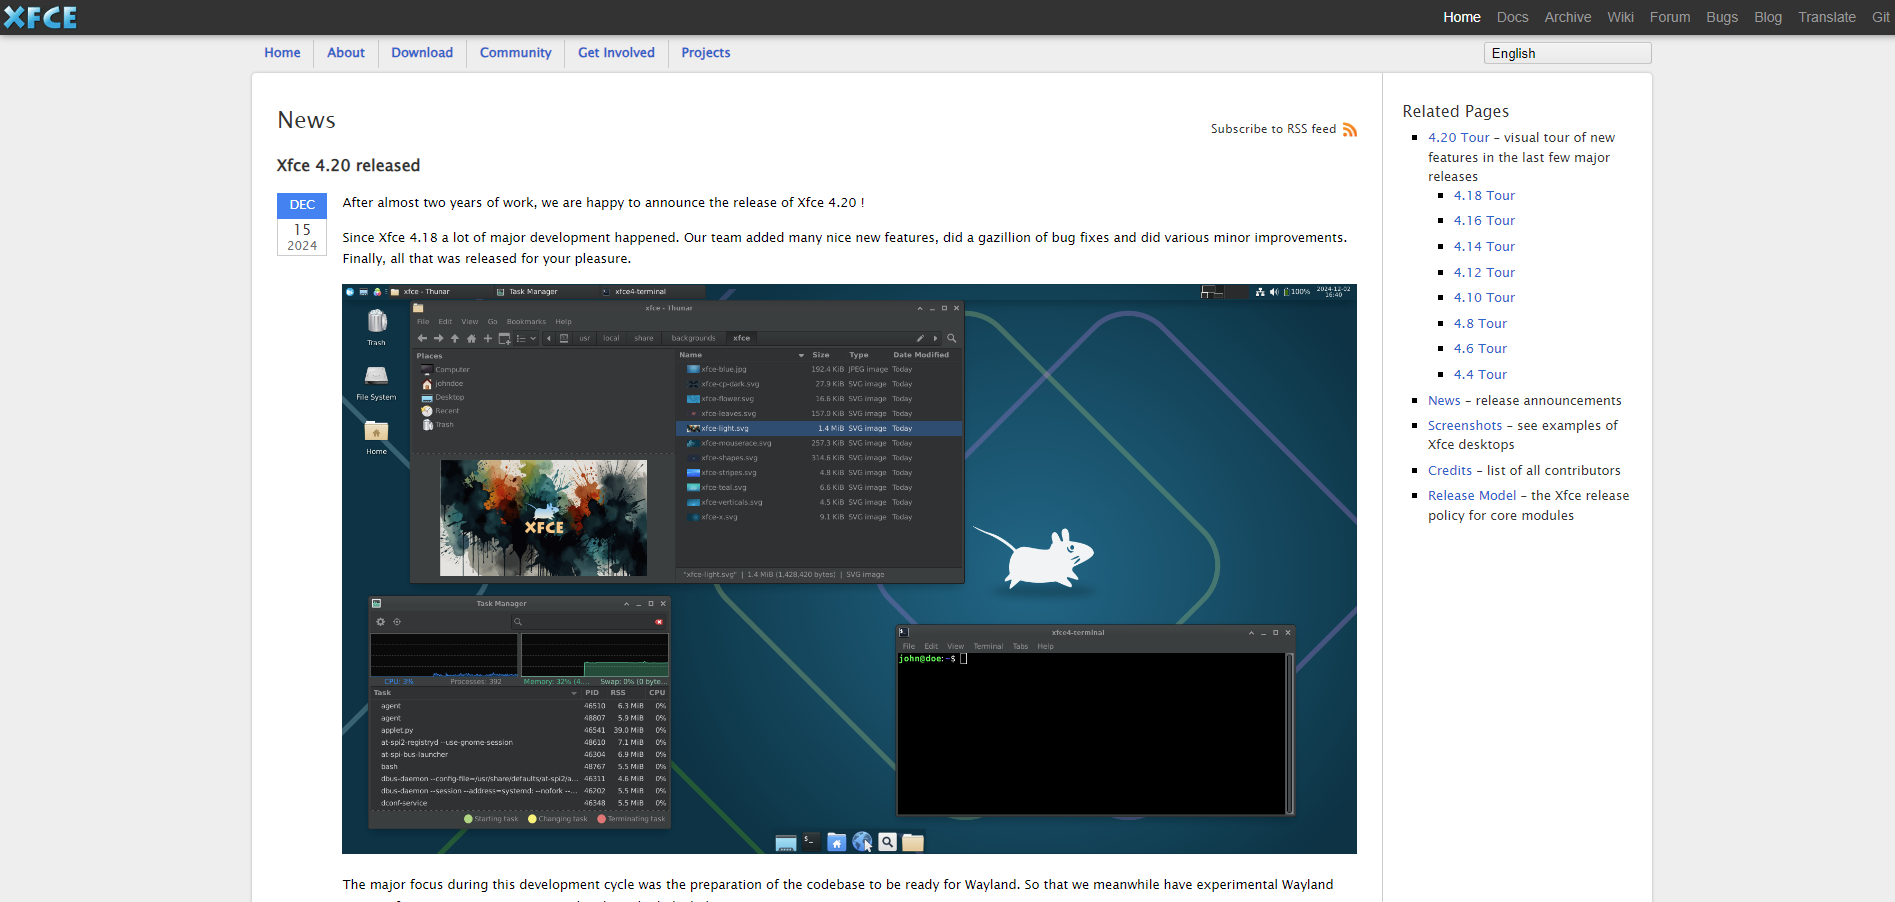 XFCE
Home Docs Archive Wiki Forum Bugs Blog Translate Git
Home About Download Community Get Involved Projects
English
News
Subscribe to RSS feed
Xfce 4.20 released
DEC
15
2024
After almost two years of work, we are happy to announce the release of Xfce 4.20 !
Since Xfce 4.18 a lot of major development happened. Our team added many nice new features, did a gazillion of bug fixes and did various minor improvements.
Finally, all that was released for your pleasure.
xfce - Thunar Task Manager xfce4-terminal
100% 2024-12-02
16:40
Trash
File System
Home
xfce - Thunar
File Edit View Go Bookmarks Help
usr local share backgrounds xfce
Places
Computer
johndoe
Desktop
Recent
Trash
XFCE
Name Size Type Date Modified
xfce-blue.jpg 192.4 KiB JPEG image Today
xfce-cp-dark.svg 27.9 KiB SVG image Today
xfce-flower.svg 16.6 KiB SVG image Today
xfce-leaves.svg 157.0 KiB SVG image Today
xfce-light.svg 1.4 MiB SVG image Today
xfce-mouserace.svg 257.3 KiB SVG image Today
xfce-shapes.svg 314.6 KiB SVG image Today
xfce-stripes.svg 4.8 KiB SVG image Today
xfce-teal.svg 6.6 KiB SVG image Today
xfce-verticals.svg 4.5 KiB SVG image Today
xfce-x.svg 9.1 KiB SVG image Today
"xfce-light.svg" | 1.4 MiB (1,428,420 bytes) | SVG image
Task Manager
CPU: 3% Processes: 392 Memory: 32% (4.... Swap: 0% (0 byte...
Task PID RSS CPU
agent 46510 6.3 MiB 0%
agent 48807 5.9 MiB 0%
applet.py 46541 39.0 MiB 0%
at-spi2-registryd --use-gnome-session 48610 7.1 MiB 0%
at-spi-bus-launcher 46304 6.9 MiB 0%
bash 48767 5.5 MiB 0%
dbus-daemon --config-file=/usr/share/defaults/at-spi2/a... 46311 4.6 MiB 0%
dbus-daemon --session --address=systemd: --nofork --... 46202 5.5 MiB 0%
dconf-service 46348 5.5 MiB 0%
Starting task Changing task Terminating task
xfce4-terminal
File Edit View Terminal Tabs Help
john@doe:~$
The major focus during this development cycle was the preparation of the codebase to be ready for Wayland. So that we meanwhile have experimental Wayland
Related Pages
4.20 Tour – visual tour of new
features in the last few major
releases
4.18 Tour
4.16 Tour
4.14 Tour
4.12 Tour
4.10 Tour
4.8 Tour
4.6 Tour
4.4 Tour
News – release announcements
Screenshots – see examples of
Xfce desktops
Credits – list of all contributors
Release Model – the Xfce release
policy for core modules